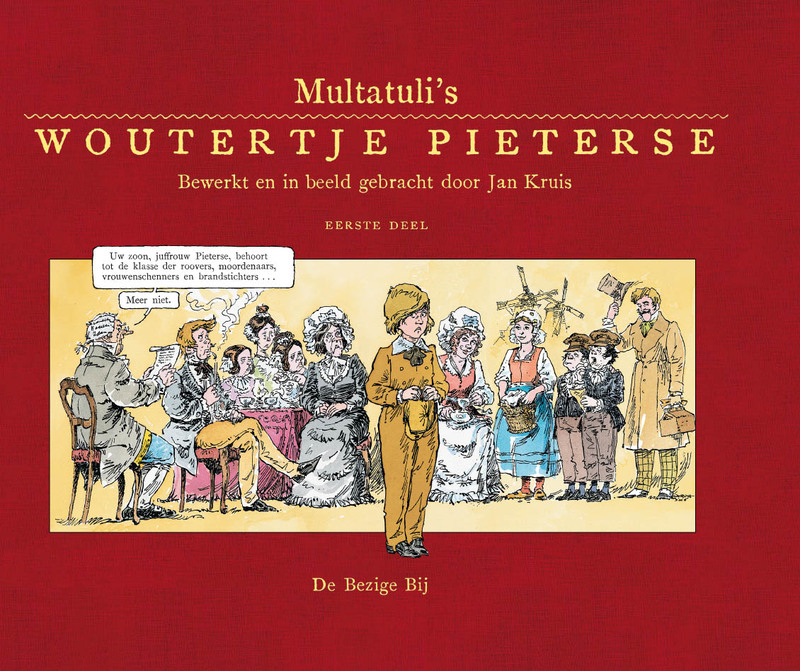 Multatuli's
WOUTERTJE PIETERSE
Bewerkt en in beeld gebracht door Jan Kruis
EERSTE DEEL
Uw zoon, juffrouw Pieterse, behoort
tot de klasse der roovers, moordenaars,
vrouwenschenners en brandstichters . . .
Meer niet.
De Bezige Bij